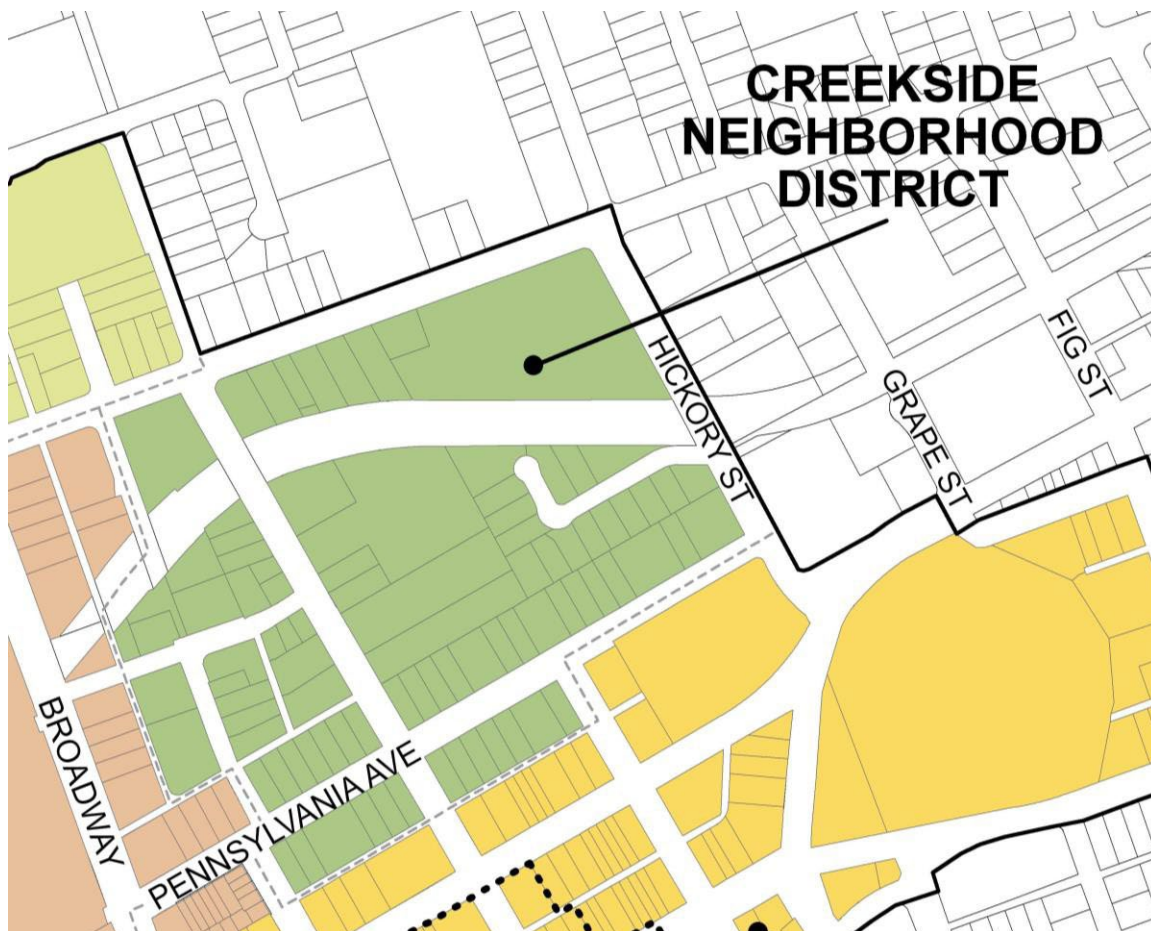 CREEKSIDE
NEIGHBORHOOD
DISTRICT
HICKORY ST
GRAPE ST
FIG ST
BROADWAY
PENNSYLVANIA AVE